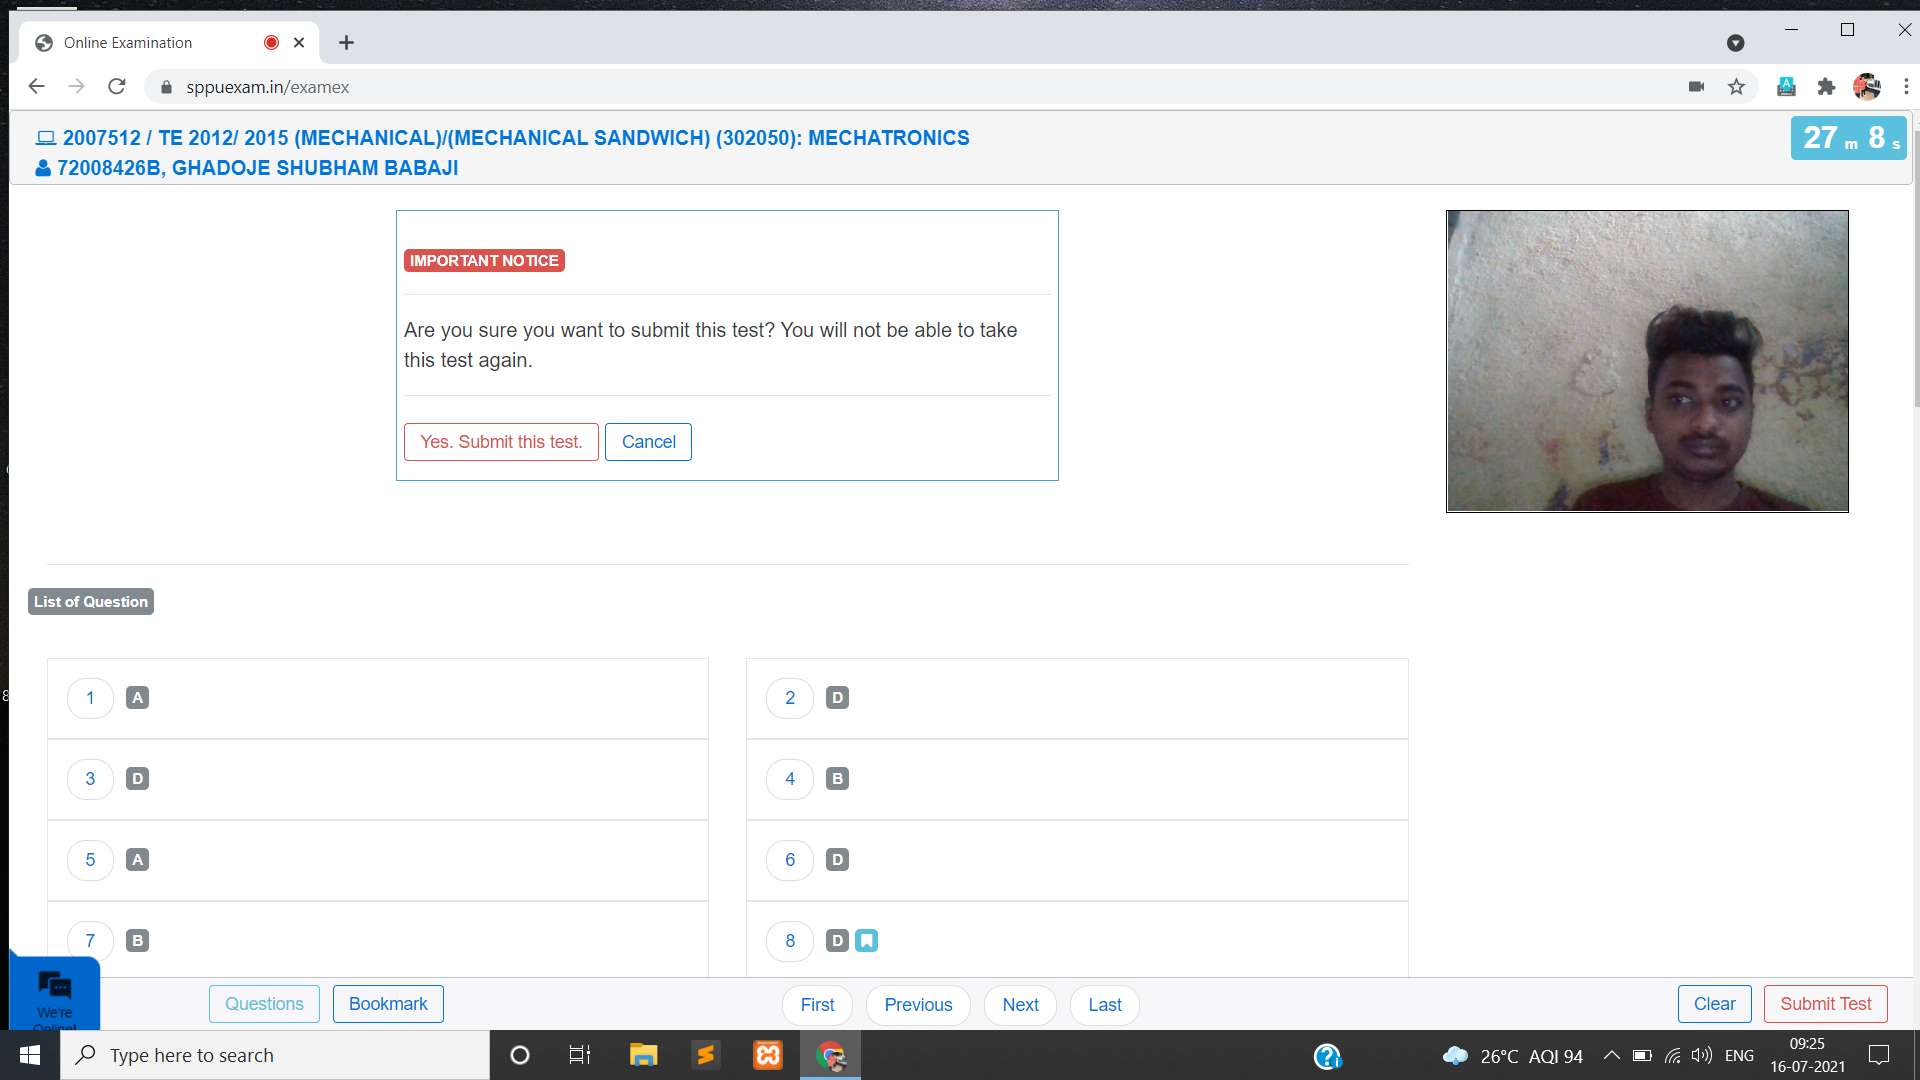 Online Examination
sppuexam.in/examex
2007512 / TE 2012/ 2015 (MECHANICAL)/(MECHANICAL SANDWICH) (302050): MECHATRONICS
27 m 8 s
72008426B, GHADOJE SHUBHAM BABAJI
IMPORTANT NOTICE
Are you sure you want to submit this test? You will not be able to take
this test again.
Yes. Submit this test. Cancel
List of Question
1 A
2 D
3 D
4 B
5 A
6 D
7 B
8 D
We're
Online!
Questions Bookmark First Previous Next Last Clear Submit Test
Type here to search
26°C AQI 94 ENG
09:25
16-07-2021